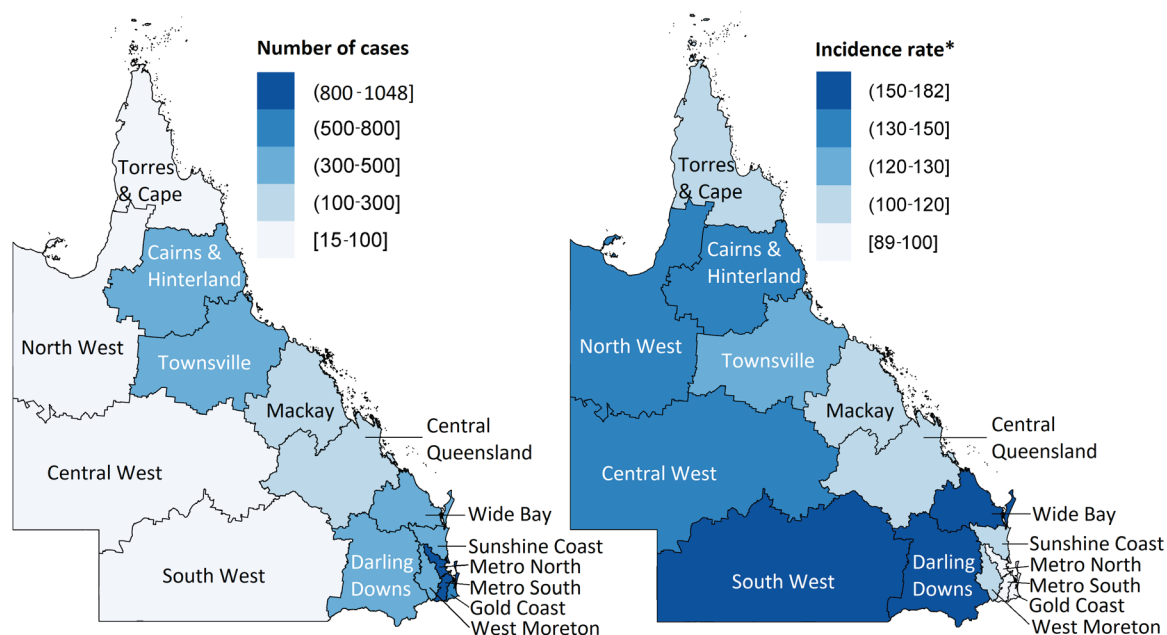 Number of cases
(800-1048]
(500-800]
(300-500]
(100-300]
[15-100]
Torres
& Cape
Cairns &
Hinterland
North West
Townsville
Mackay
Central
Queensland
Central West
Wide Bay
Sunshine Coast
Metro North
Metro South
Gold Coast
West Moreton
Darling
Downs
South West
Incidence rate*
(150-182]
(130-150]
(120-130]
(100-120]
[89-100]
Torres
& Cape
Cairns &
Hinterland
North West
Townsville
Mackay
Central
Queensland
Central West
Wide Bay
Sunshine Coast
Metro North
Metro South
Gold Coast
West Moreton
Darling
Downs
South West